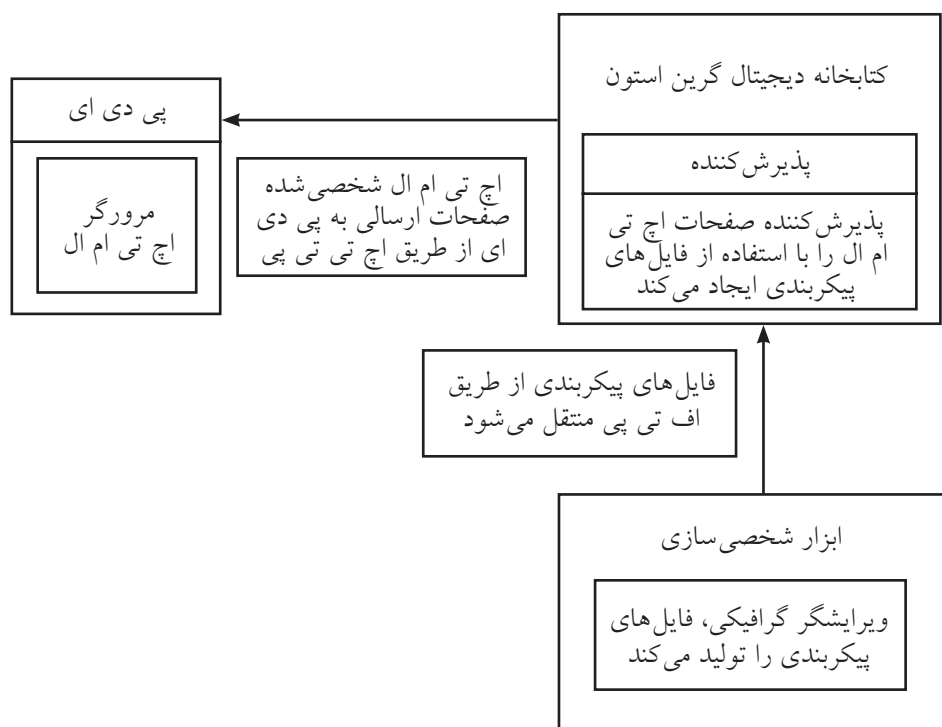 کتابخانه دیجیتال گرین استون
پذیرش‌کننده
پذیرش‌کننده صفحات اچ تی
ام ال را با استفاده از فایل‌های
پیکربندی ایجاد می‌کند
پی دی ای
مرورگر
اچ تی ام ال
اچ تی ام ال شخصی‌شده
صفحات ارسالی به پی دی
ای از طریق اچ تی تی پی
فایل‌های پیکربندی از طریق
اف تی پی منتقل می‌شود
ابزار شخصی‌سازی
ویرایشگر گرافیکی، فایل‌های
پیکربندی را تولید می‌کند